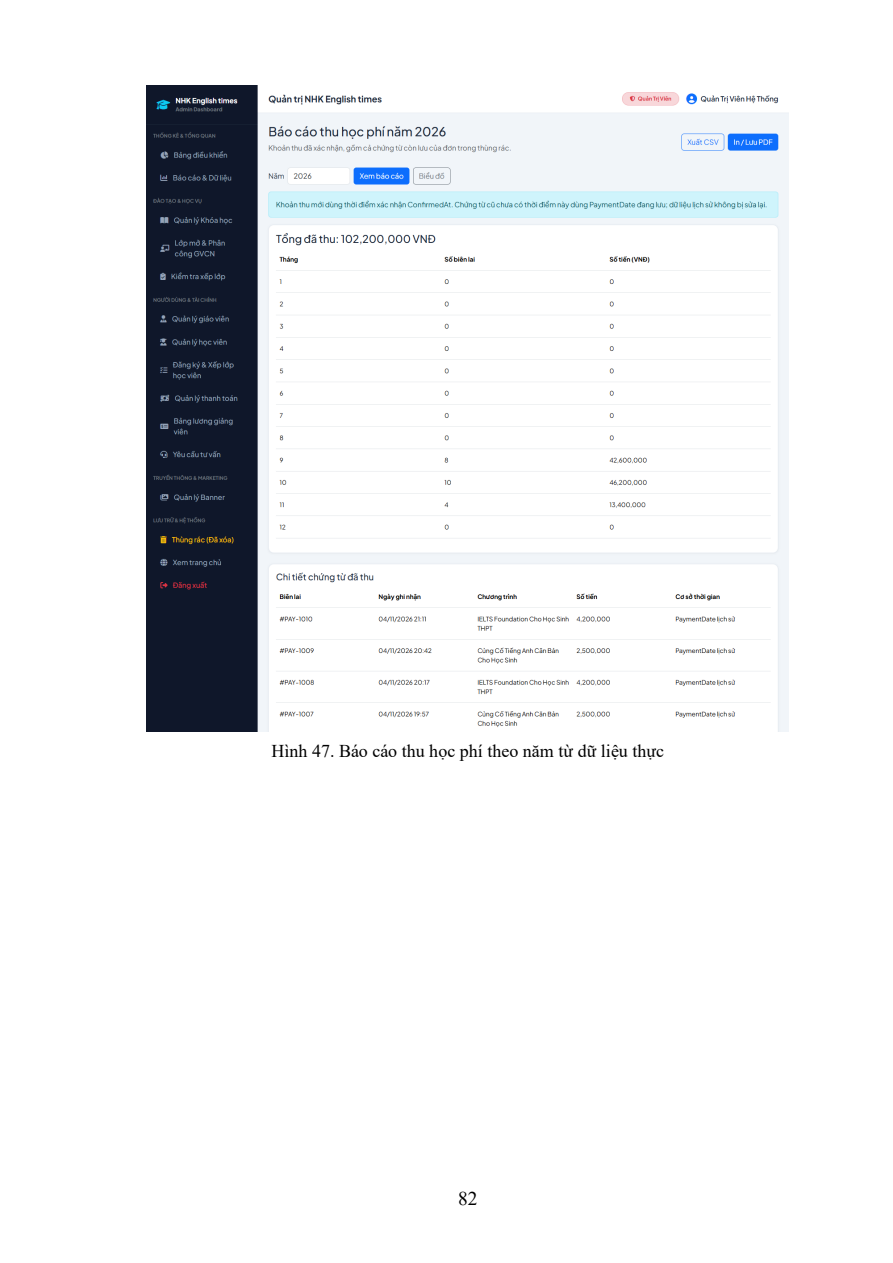 NHK English times
Admin Dashboard
THỐNG KÊ & TỔNG QUAN
Bảng điều khiển
Báo cáo & Dữ liệu
ĐÀO TẠO & HỌC VỤ
Quản lý Khóa học
Lớp mở & Phân
công GVCN
Kiểm tra xếp lớp
NGƯỜI DÙNG & TÀI CHÍNH
Quản lý giáo viên
Quản lý học viên
Đăng ký & Xếp lớp
học viên
Quản lý thanh toán
Bảng lương giảng
viên
Yêu cầu tư vấn
TRUYỀN THÔNG & MARKETING
Quản lý Banner
LƯU TRỮ & HỆ THỐNG
Thùng rác (Đã xóa)
Xem trang chủ
Đăng xuất
Quản trị NHK English times
Quản Trị Viên
Quản Trị Viên Hệ Thống
Báo cáo thu học phí năm 2026
Khoản thu đã xác nhận, gồm cả chứng từ còn lưu của đơn trong thùng rác.
Xuất CSV
In / Lưu PDF
Năm 2026 Xem báo cáo Biểu đồ
Khoản thu mới dùng thời điểm xác nhận ConfirmedAt. Chứng từ cũ chưa có thời điểm này dùng PaymentDate đang lưu; dữ liệu lịch sử không bị sửa lại.
Tổng đã thu: 102,200,000 VNĐ
Tháng Số biên lai Số tiền (VNĐ)
1 0 0
2 0 0
3 0 0
4 0 0
5 0 0
6 0 0
7 0 0
8 0 0
9 8 42,600,000
10 10 46,200,000
11 4 13,400,000
12 0 0
Chi tiết chứng từ đã thu
Biên lai Ngày ghi nhận Chương trình Số tiền Cơ sở thời gian
#PAY-1010 04/11/2026 21:11 IELTS Foundation Cho Học Sinh 4,200,000 PaymentDate lịch sử
THPT
#PAY-1009 04/11/2026 20:42 Củng Cố Tiếng Anh Căn Bản 2,500,000 PaymentDate lịch sử
Cho Học Sinh
#PAY-1008 04/11/2026 20:17 IELTS Foundation Cho Học Sinh 4,200,000 PaymentDate lịch sử
THPT
#PAY-1007 04/11/2026 19:57 Củng Cố Tiếng Anh Căn Bản 2,500,000 PaymentDate lịch sử
Cho Học Sinh
Hình 47. Báo cáo thu học phí theo năm từ dữ liệu thực
82